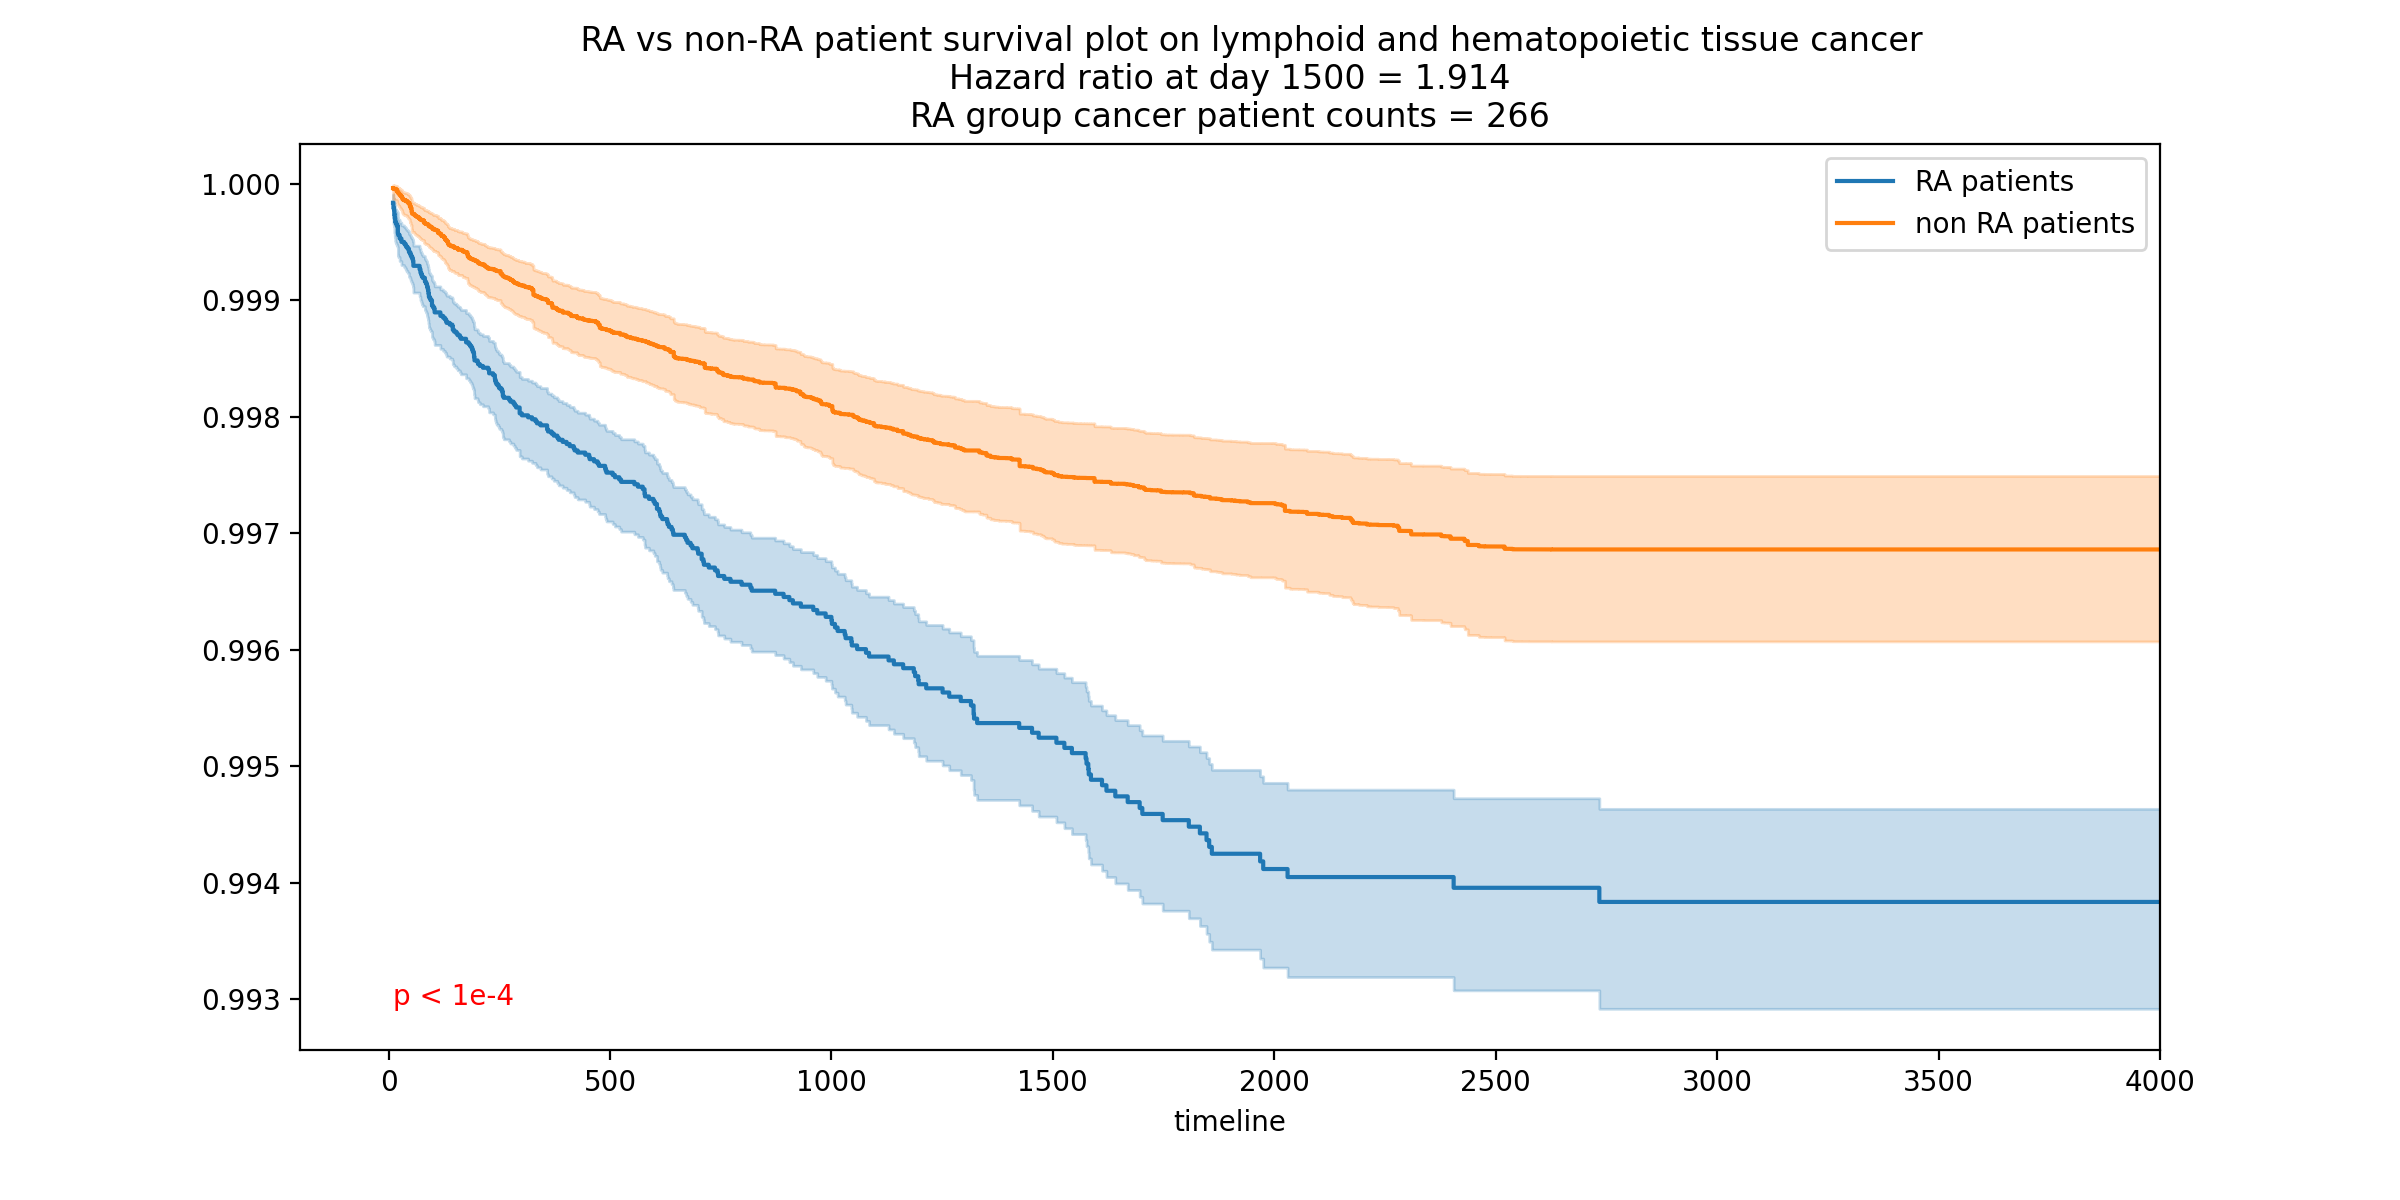 RA vs non-RA patient survival plot on lymphoid and hematopoietic tissue cancer
Hazard ratio at day 1500 = 1.914
RA group cancer patient counts = 266
RA patients
non RA patients
1.000
0.999
0.998
0.997
0.996
0.995
0.994
0.993
p < 1e-4
0 500 1000 1500 2000 2500 3000 3500 4000
timeline